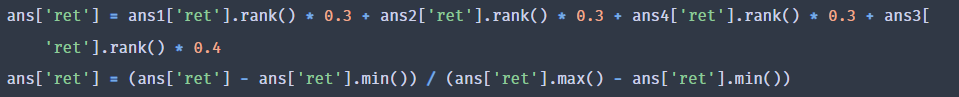 ans['ret'] = ans1['ret'].rank() * 0.3 + ans2['ret'].rank() * 0.3 + ans4['ret'].rank() * 0.3 + ans3[
'ret'].rank() * 0.4
ans['ret'] = (ans['ret'] - ans['ret'].min()) / (ans['ret'].max() - ans['ret'].min())